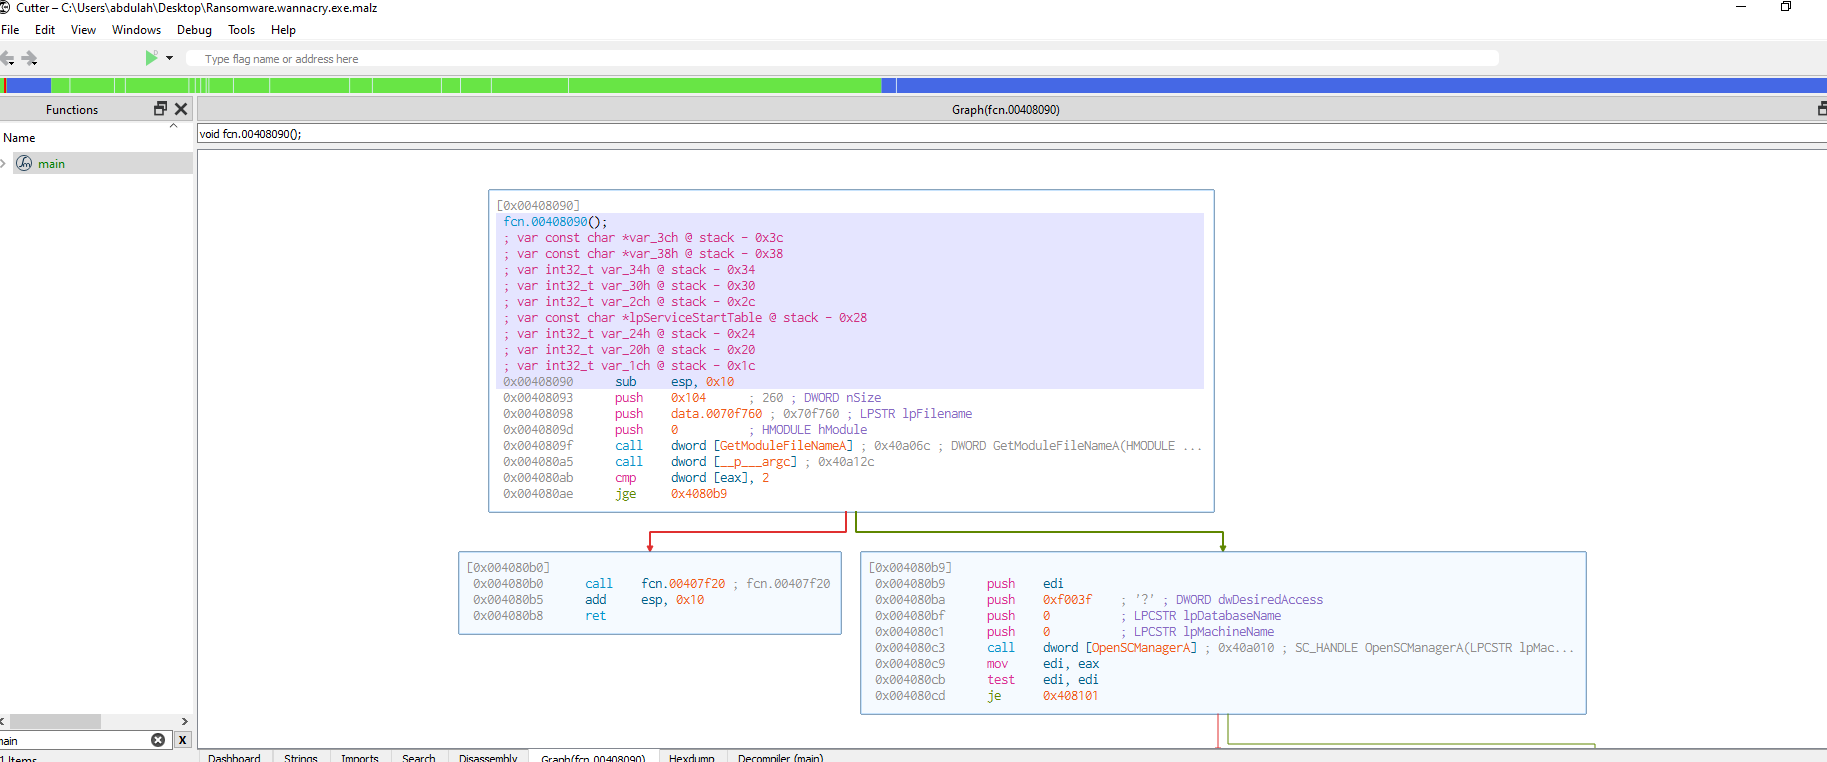 Cutter – C:\Users\abdulah\Desktop\Ransomware.wannacry.exe.malz
File Edit View Windows Debug Tools Help
Type flag name or address here
Functions
Graph(fcn.00408090)
Name
void fcn.00408090();
main
[0x00408090]
fcn.00408090();
; var const char *var_3ch @ stack - 0x3c
; var const char *var_38h @ stack - 0x38
; var int32_t var_34h @ stack - 0x34
; var int32_t var_30h @ stack - 0x30
; var int32_t var_2ch @ stack - 0x2c
; var const char *lpServiceStartTable @ stack - 0x28
; var int32_t var_24h @ stack - 0x24
; var int32_t var_20h @ stack - 0x20
; var int32_t var_1ch @ stack - 0x1c
0x00408090 sub esp, 0x10
0x00408093 push 0x104 ; 260 ; DWORD nSize
0x00408098 push data.0070f760 ; 0x70f760 ; LPSTR lpFilename
0x0040809d push 0 ; HMODULE hModule
0x0040809f call dword [GetModuleFileNameA] ; 0x40a06c ; DWORD GetModuleFileNameA(HMODULE ...
0x004080a5 call dword [__p___argc] ; 0x40a12c
0x004080ab cmp dword [eax], 2
0x004080ae jge 0x4080b9
[0x004080b0]
0x004080b0 call fcn.00407f20 ; fcn.00407f20
0x004080b5 add esp, 0x10
0x004080b8 ret
[0x004080b9]
0x004080b9 push edi
0x004080ba push 0xf003f ; '?' ; DWORD dwDesiredAccess
0x004080bf push 0 ; LPCSTR lpDatabaseName
0x004080c1 push 0 ; LPCSTR lpMachineName
0x004080c3 call dword [OpenSCManagerA] ; 0x40a010 ; SC_HANDLE OpenSCManagerA(LPCSTR lpMac...
0x004080c9 mov edi, eax
0x004080cb test edi, edi
0x004080cd je 0x408101
main X
1 Items
Dashboard Strings Imports Search Disassembly Graph(fcn.00408090) Hexdump Decompiler (main)